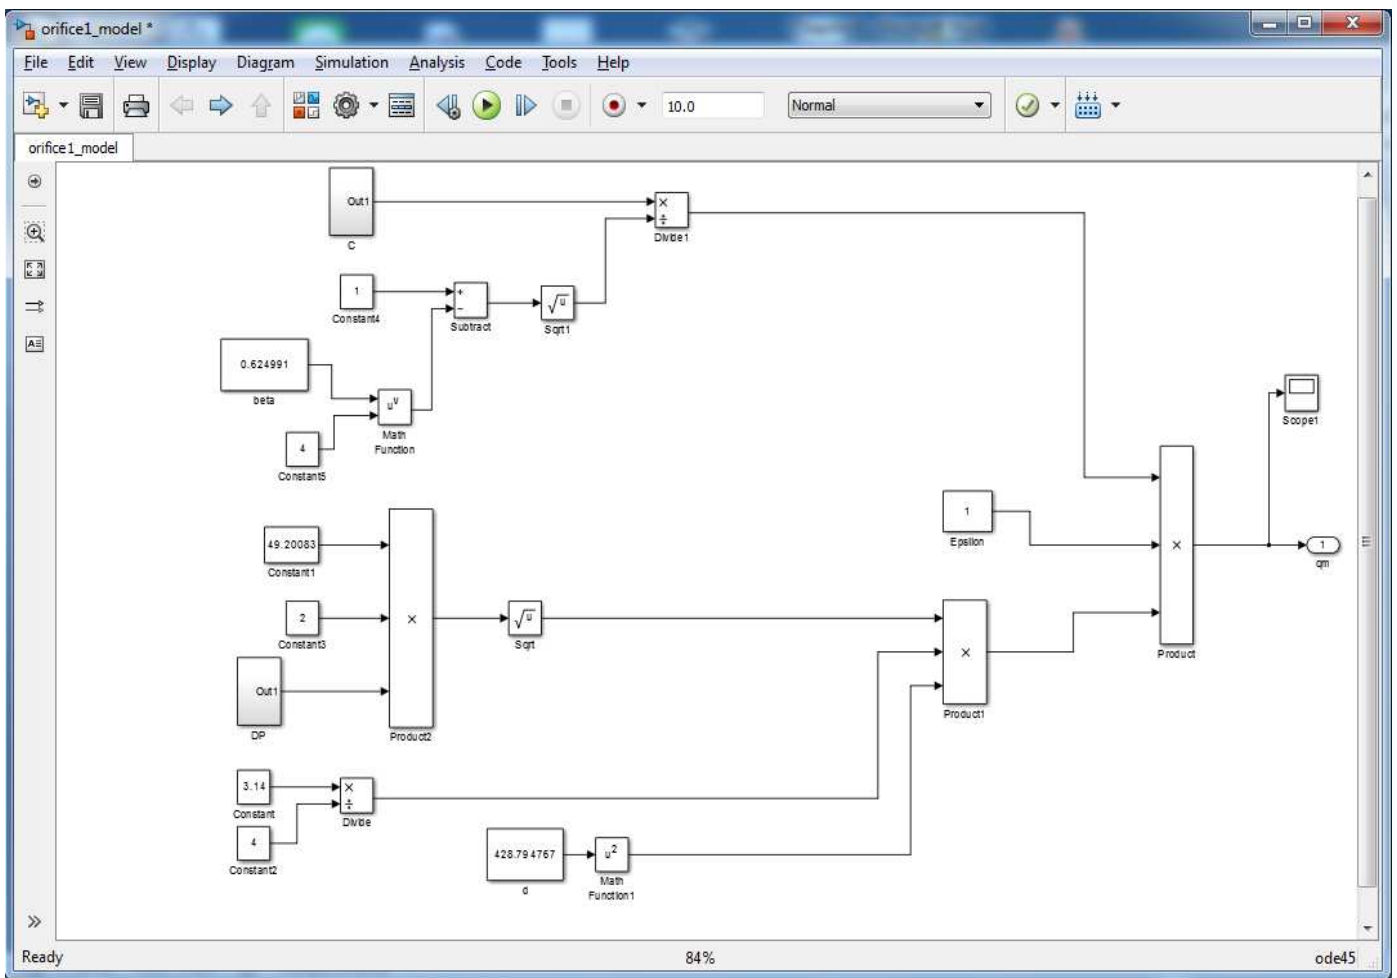 orifice1_model *
File Edit View Display Diagram Simulation Analysis Code Tools Help
10.0
Normal
orifice1_model
Out1
C
×
÷
Divide1
1
Constant4
+
−
Subtract
√u
Sqrt1
0.624991
beta
4
Constant5
u^v
Math
Function
49.20083
Constant1
2
Constant3
Out1
DP
×
Product2
√u
Sqrt
3.14
Constant
4
Constant2
×
÷
Divide
428.794767
d
u^2
Math
Function1
1
Epsilon
×
Product1
×
Product
Scope1
1
qm
Ready
84%
ode45